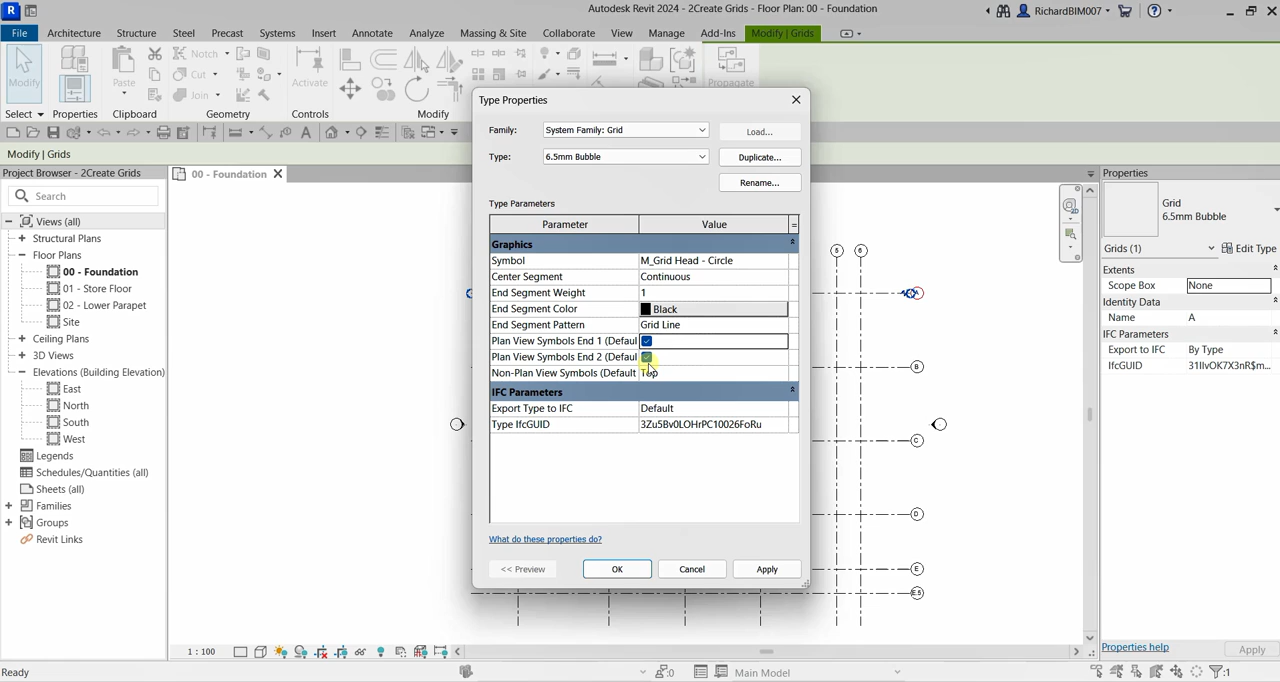 Autodesk Revit 2024 - 2Create Grids - Floor Plan: 00 - Foundation
RichardBIM007
File Architecture Structure Steel Precast Systems Insert Annotate Analyze Massing & Site Collaborate View Manage Add-Ins Modify | Grids
Modify Paste Notch Cut Join Activate Propagate
Select Properties Clipboard Geometry Controls Modify
Modify | Grids
Project Browser - 2Create Grids
Search
Views (all)
Structural Plans
Floor Plans
00 - Foundation
01 - Store Floor
02 - Lower Parapet
Site
Ceiling Plans
3D Views
Elevations (Building Elevation)
East
North
South
West
Legends
Schedules/Quantities (all)
Sheets (all)
Families
Groups
Revit Links
00 - Foundation
Type Properties
Family: System Family: Grid Load...
Type: 6.5mm Bubble Duplicate...
Rename...
Type Parameters
Parameter Value =
Graphics
Symbol M_Grid Head - Circle
Center Segment Continuous
End Segment Weight 1
End Segment Color Black
End Segment Pattern Grid Line
Plan View Symbols End 1 (Defaul
Plan View Symbols End 2 (Defaul
Non-Plan View Symbols (Default Top
IFC Parameters
Export Type to IFC Default
Type IfcGUID 3Zu5Bv0LOHrPC10026FoRu
What do these properties do?
<< Preview OK Cancel Apply
5 6
A
B
C
D
E
E.5
Properties
Grid
6.5mm Bubble
Grids (1) Edit Type
Extents
Scope Box None
Identity Data
Name A
IFC Parameters
Export to IFC By Type
IfcGUID 31IlvOK7X3nR$m...
Properties help Apply
1 : 100
Ready :0 Main Model :1